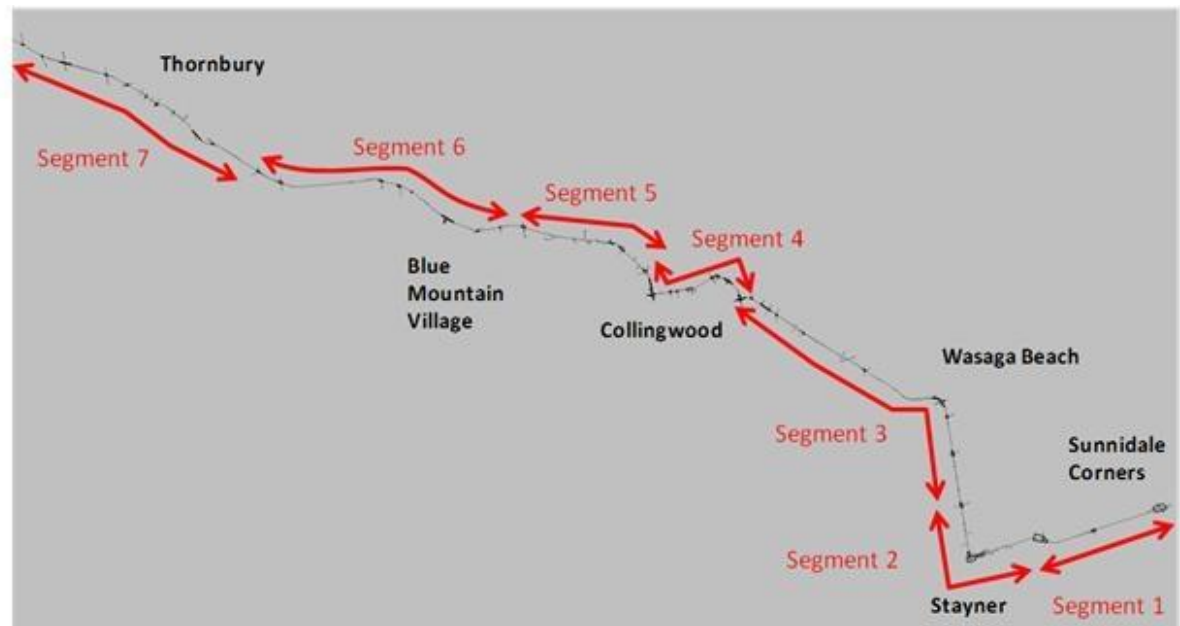 Thornbury
Segment 7
Segment 6
Segment 5
Segment 4
Blue
Mountain
Village
Collingwood
Wasaga Beach
Segment 3
Sunnidale
Corners
Segment 2
Stayner
Segment 1